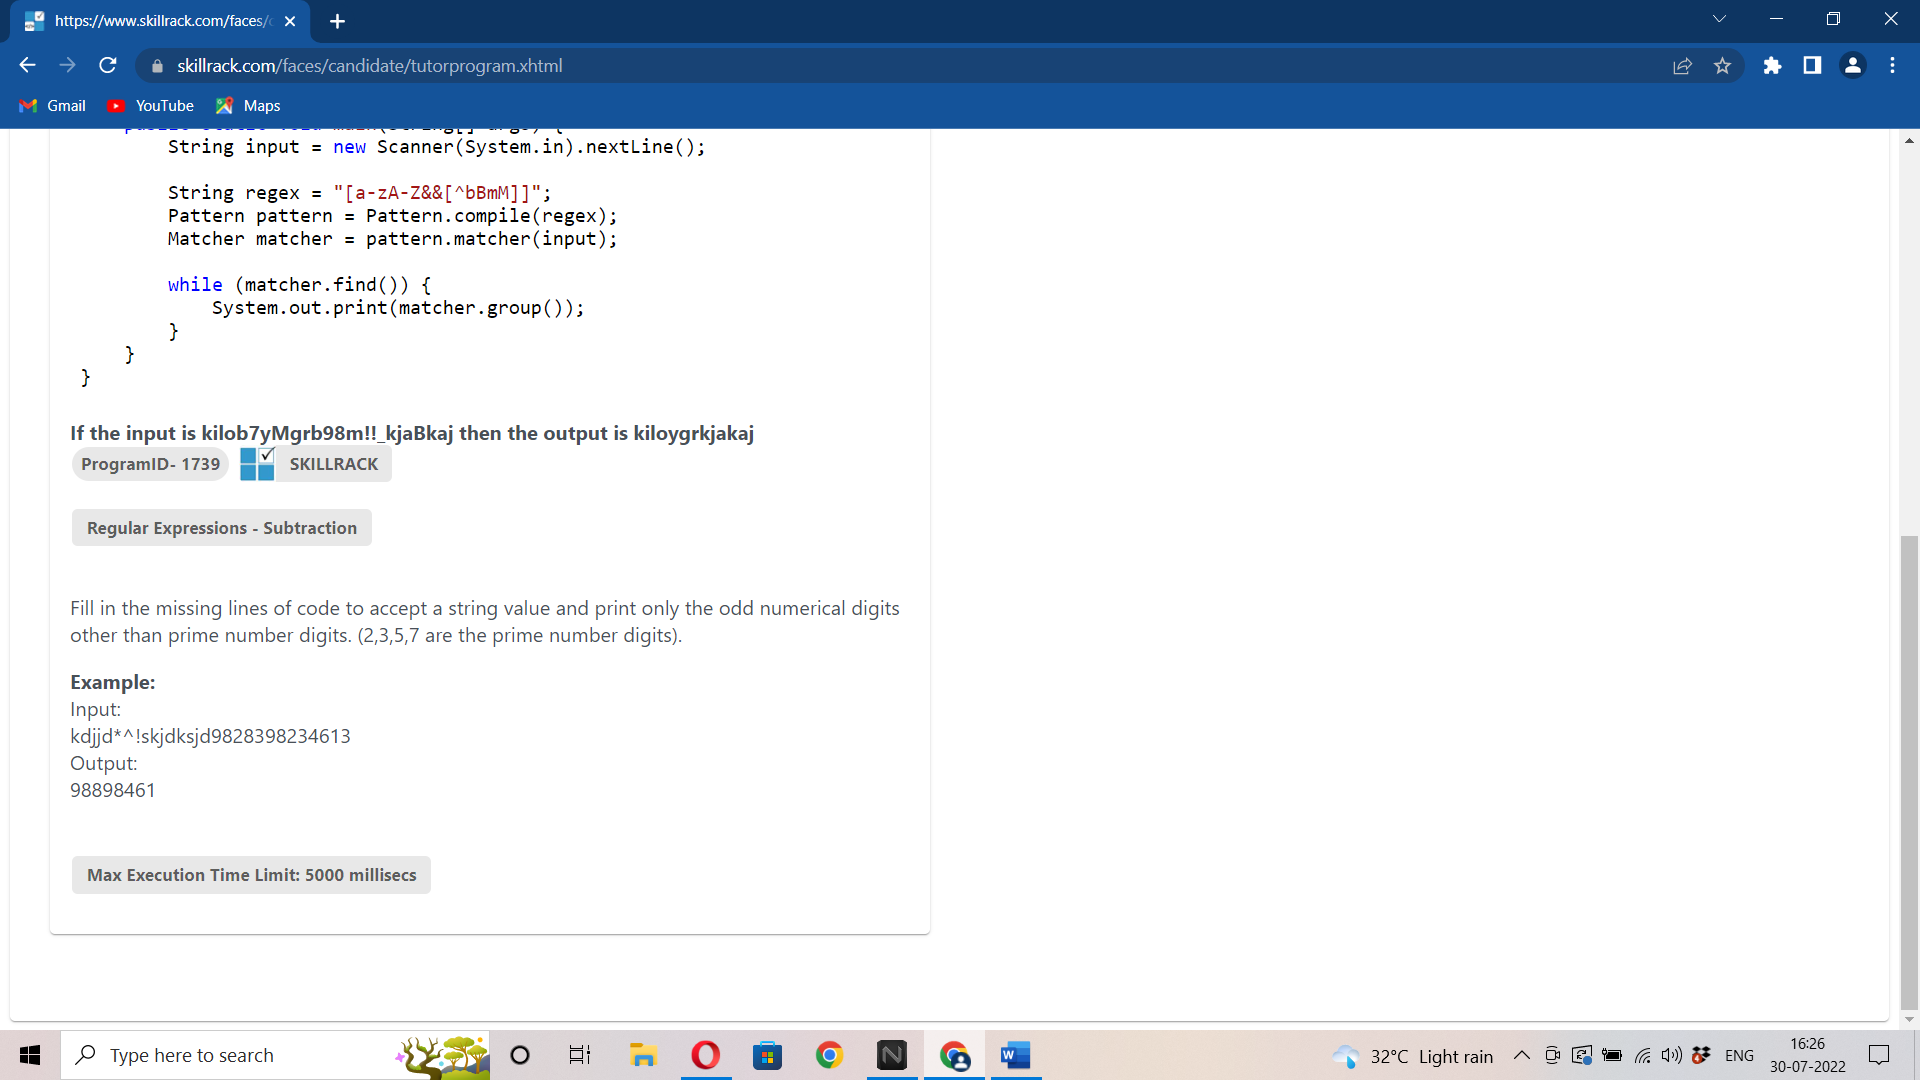 https://www.skillrack.com/faces/c
skillrack.com/faces/candidate/tutorprogram.xhtml
Gmail YouTube Maps
public static void main(String[] args) {
String input = new Scanner(System.in).nextLine();
String regex = "[a-zA-Z&&[^bBmM]]";
Pattern pattern = Pattern.compile(regex);
Matcher matcher = pattern.matcher(input);
while (matcher.find()) {
System.out.print(matcher.group());
}
}
}
If the input is kilob7yMgrb98m!!_kjaBkaj then the output is kiloygrkjakaj
ProgramID- 1739 SKILLRACK
Regular Expressions - Subtraction
Fill in the missing lines of code to accept a string value and print only the odd numerical digits
other than prime number digits. (2,3,5,7 are the prime number digits).
Example:
Input:
kdjjd*^!skjdksjd9828398234613
Output:
98898461
Max Execution Time Limit: 5000 millisecs
Type here to search
32°C Light rain
ENG
16:26
30-07-2022